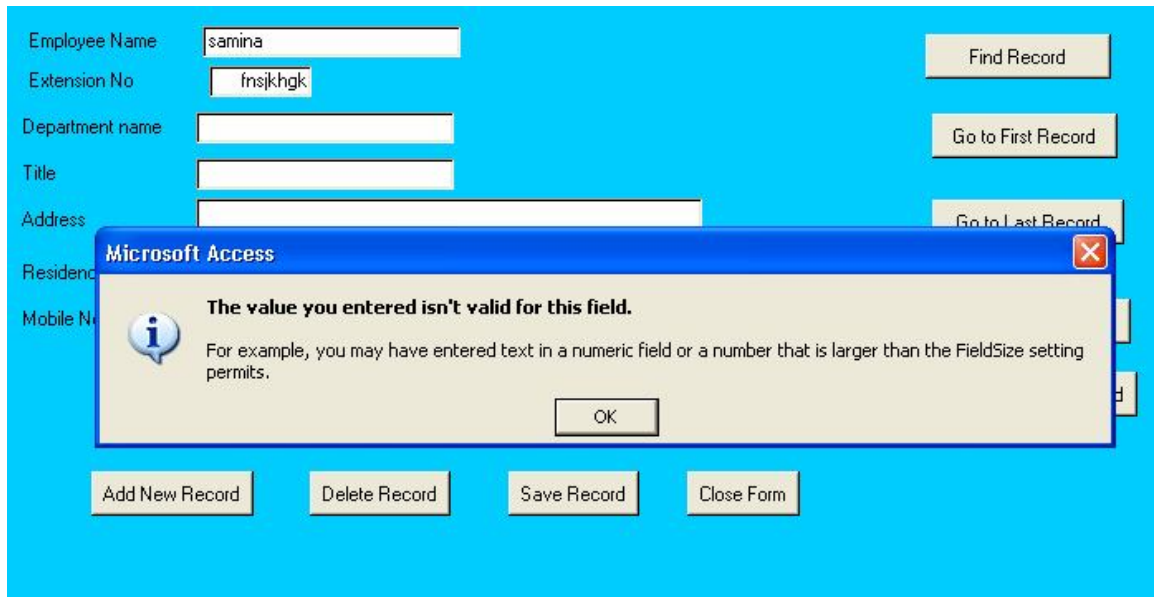 Employee Name samina
Find Record
Extension No fnsjkhgk
Department name
Go to First Record
Title
Address
Go to Last Record
Microsoft Access
The value you entered isn't valid for this field.
For example, you may have entered text in a numeric field or a number that is larger than the FieldSize setting
permits.
OK
Mobile
Add New Record Delete Record Save Record Close Form